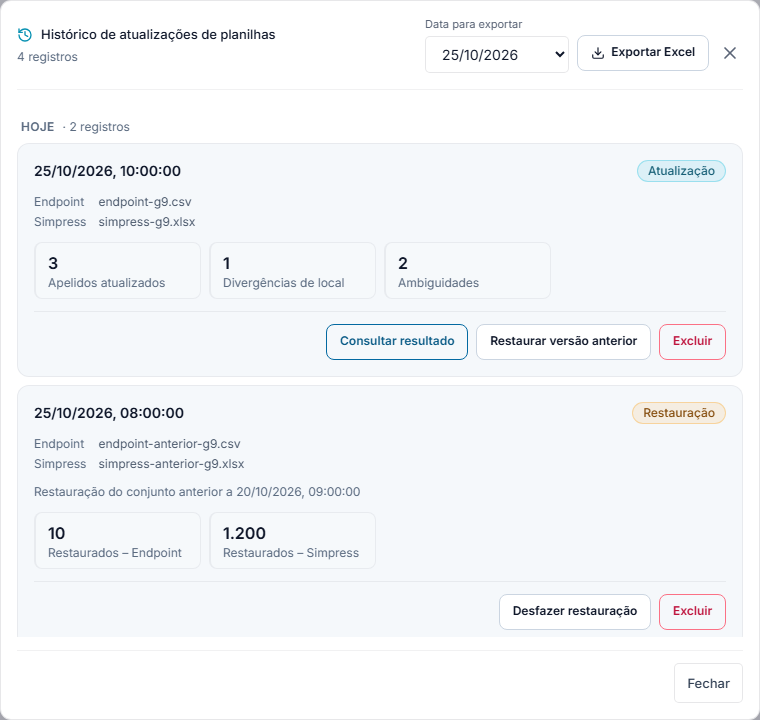 Histórico de atualizações de planilhas
4 registros
Data para exportar
25/10/2026
Exportar Excel
HOJE · 2 registros
25/10/2026, 10:00:00
Atualização
Endpoint endpoint-g9.csv
Simpress simpress-g9.xlsx
3
Apelidos atualizados
1
Divergências de local
2
Ambiguidades
Consultar resultado
Restaurar versão anterior
Excluir
25/10/2026, 08:00:00
Restauração
Endpoint endpoint-anterior-g9.csv
Simpress simpress-anterior-g9.xlsx
Restauração do conjunto anterior a 20/10/2026, 09:00:00
10
Restaurados – Endpoint
1.200
Restaurados – Simpress
Desfazer restauração
Excluir
Fechar